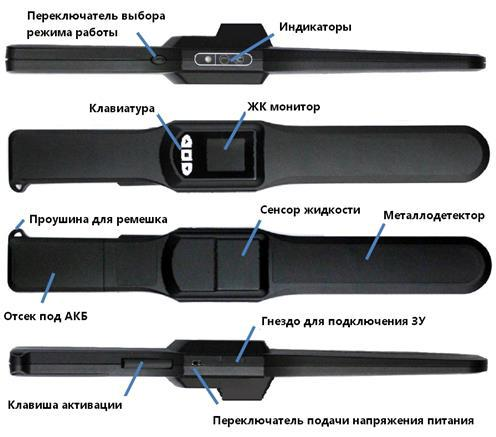 Переключатель выбора
режима работы
Индикаторы
Клавиатура
ЖК монитор
Проушина для ремешка
Сенсор жидкости
Металлодетектор
Отсек под АКБ
Гнездо для подключения ЗУ
Клавиша активации
Переключатель подачи напряжения питания